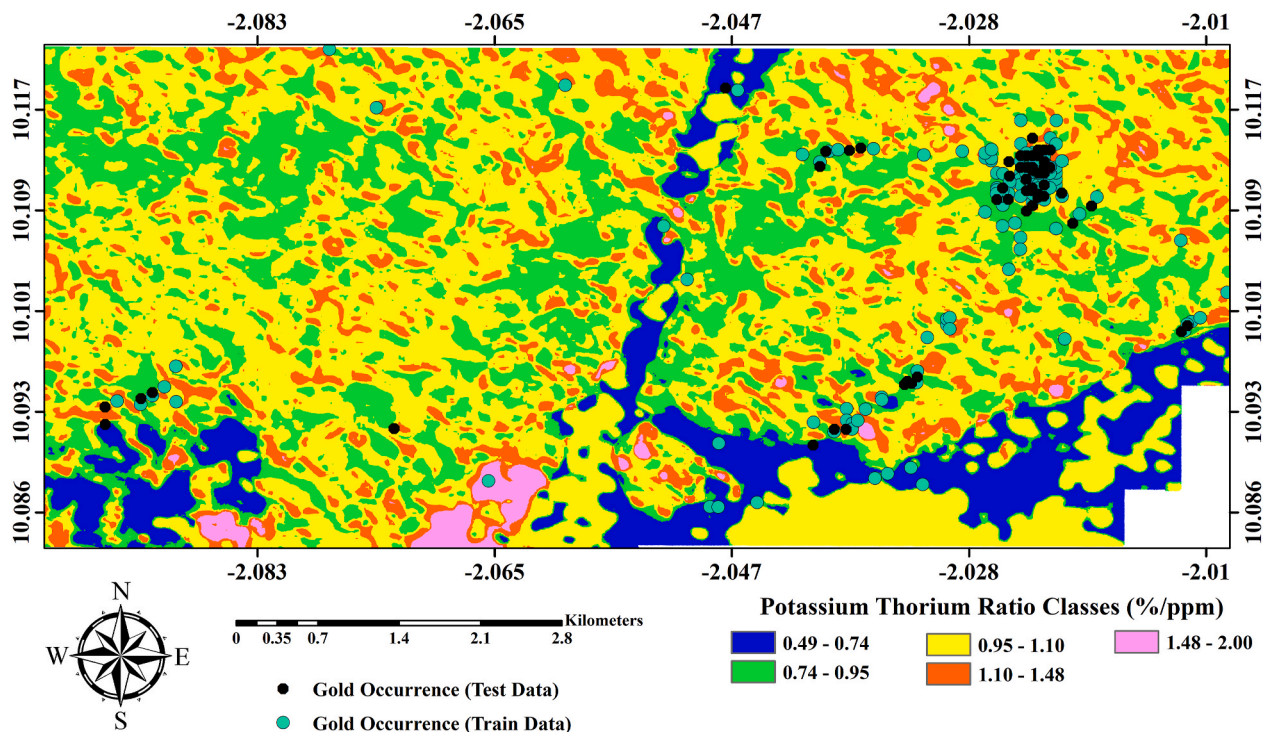 -2.083 -2.065 -2.047 -2.028 -2.01
10.117 10.117
10.109 10.109
10.101 10.101
10.093 10.093
10.086 10.086
-2.083 -2.065 -2.047 -2.028 -2.01
N
W E
S
Kilometers
0 0.35 0.7 1.4 2.1 2.8
Gold Occurrence (Test Data)
Gold Occurrence (Train Data)
Potassium Thorium Ratio Classes (%/ppm)
0.49 - 0.74 0.95 - 1.10 1.48 - 2.00
0.74 - 0.95 1.10 - 1.48